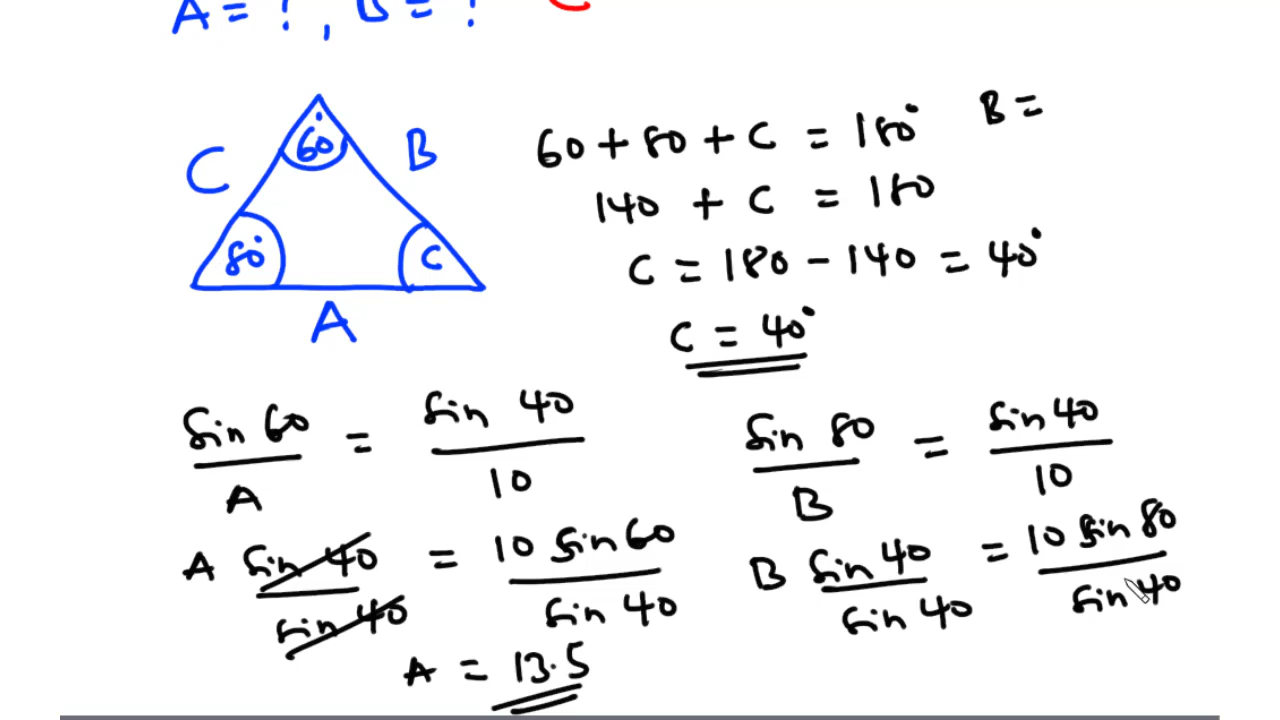 A = ? , B = ?
60°
C
B
80°
C
A
60 + 80 + C = 180°
B =
140 + C = 180
C = 180 - 140 = 40°
C = 40°
sin 60 / A = sin 40 / 10
sin 80 / B = sin 40 / 10
A sin 40 / sin 40 = 10 sin 60 / sin 40
B sin 40 / sin 40 = 10 sin 80 / sin 40
A = 13.5